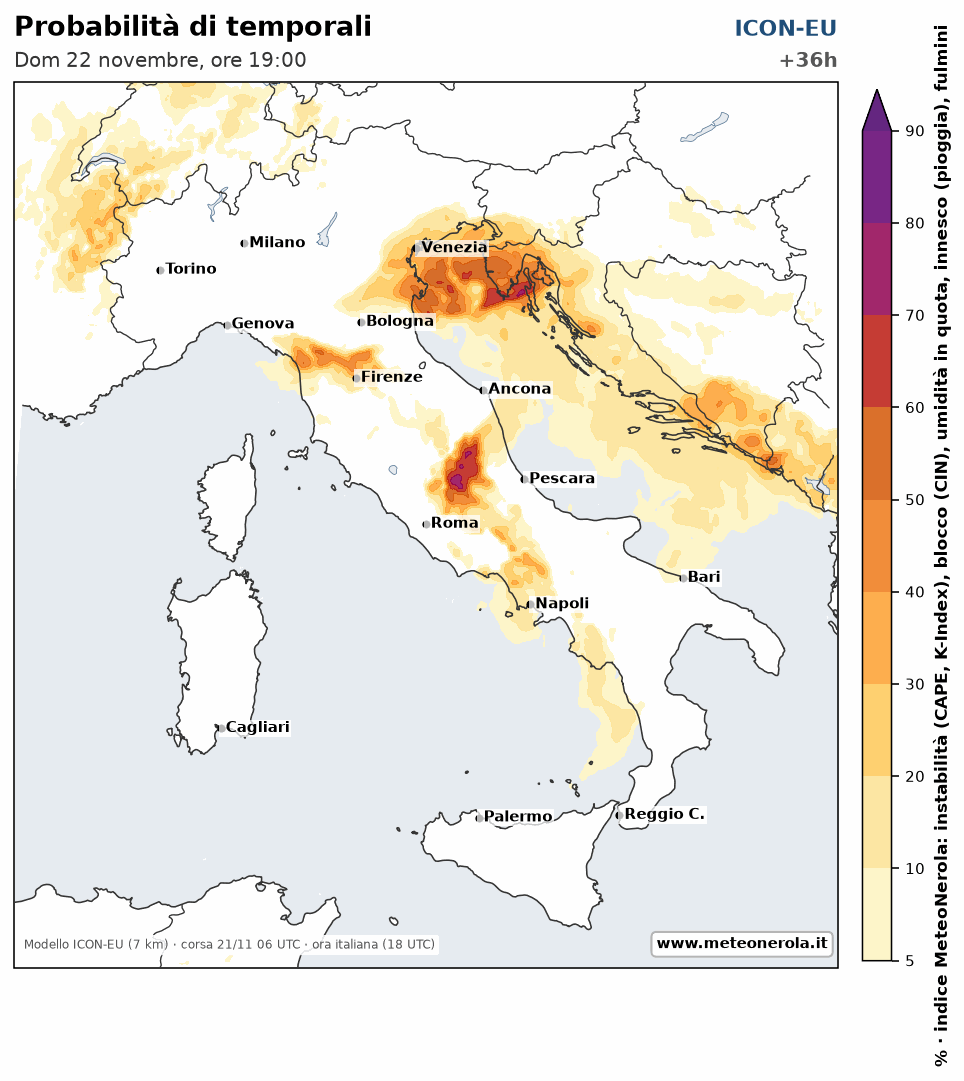 Probabilità di temporali
ICON-EU
Dom 22 novembre, ore 19:00
+36h
Milano
Venezia
Torino
Genova
Bologna
Firenze
Ancona
Pescara
Roma
Bari
Napoli
Cagliari
Palermo
Reggio C.
Modello ICON-EU (7 km) · corsa 21/11 06 UTC · ora italiana (18 UTC)
www.meteonerola.it
90
80
70
60
50
40
30
20
10
5
% · indice MeteoNerola: instabilità (CAPE, K-Index), blocco (CIN), umidità in quota, innesco (pioggia), fulmini